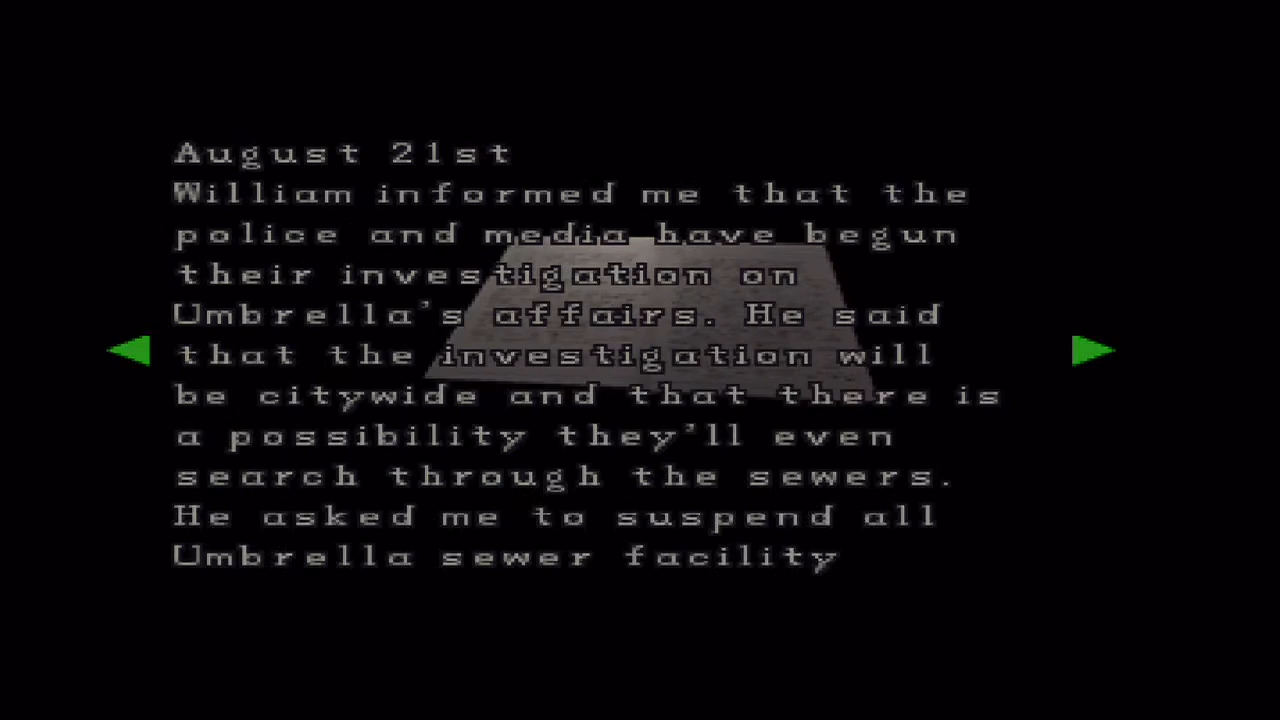 August 21st
William informed me that the
police and media have begun
their investigation on
Umbrella's affairs. He said
that the investigation will
be citywide and that there is
a possibility they'll even
search through the sewers.
He asked me to suspend all
Umbrella sewer facility